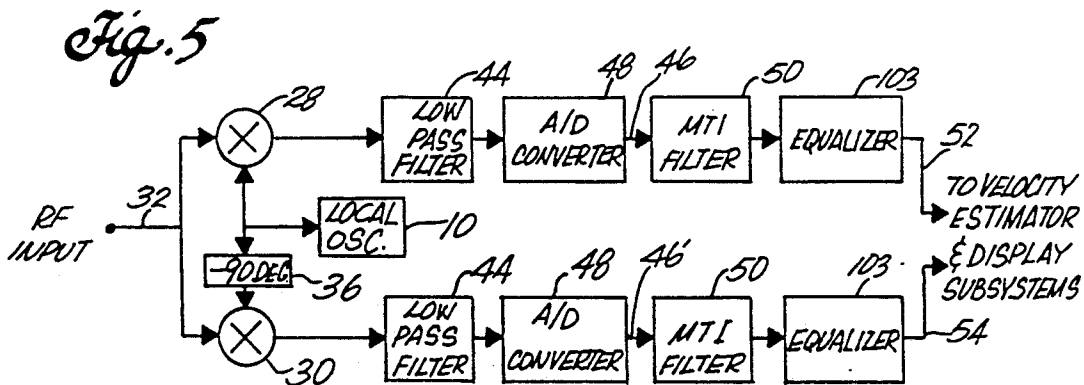 Fig. 5
28
44
48
46
50
103
LOW
PASS
FILTER
A/D
CONVERTER
MTI
FILTER
EQUALIZER
52
32
RF
INPUT
LOCAL
OSC.
10
TO VELOCITY
ESTIMATOR
& DISPLAY
SUBSYSTEMS
-90 DEG
36
44
48
46
50
103
LOW
PASS
FILTER
A/D
CONVERTER
MTI
FILTER
EQUALIZER
54
30